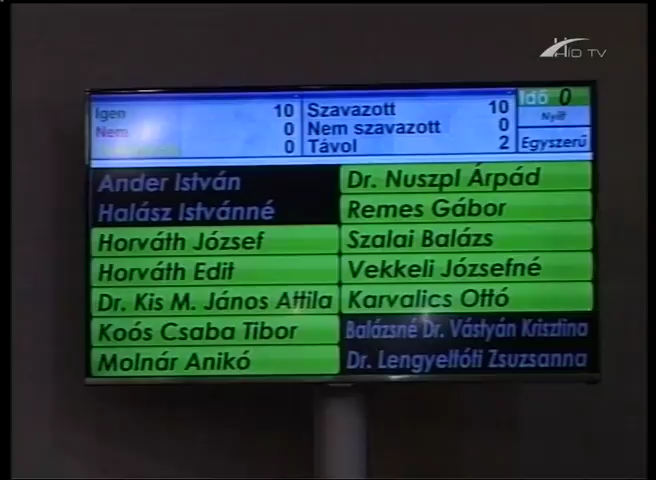 HÍD TV
Igen 10
Nem 0
0
Szavazott 10
Nem szavazott 0
Távol 2
Idő 0
Nyílt
Egyszerű
Ander István
Halász Istvánné
Horváth József
Horváth Edit
Dr. Kis M. János Attila
Koós Csaba Tibor
Molnár Anikó
Dr. Nuszpl Árpád
Remes Gábor
Szalai Balázs
Vekkeli Józsefné
Karvalics Ottó
Balázsné Dr. Vástyán Krisztina
Dr. Lengyeltóti Zsuzsanna